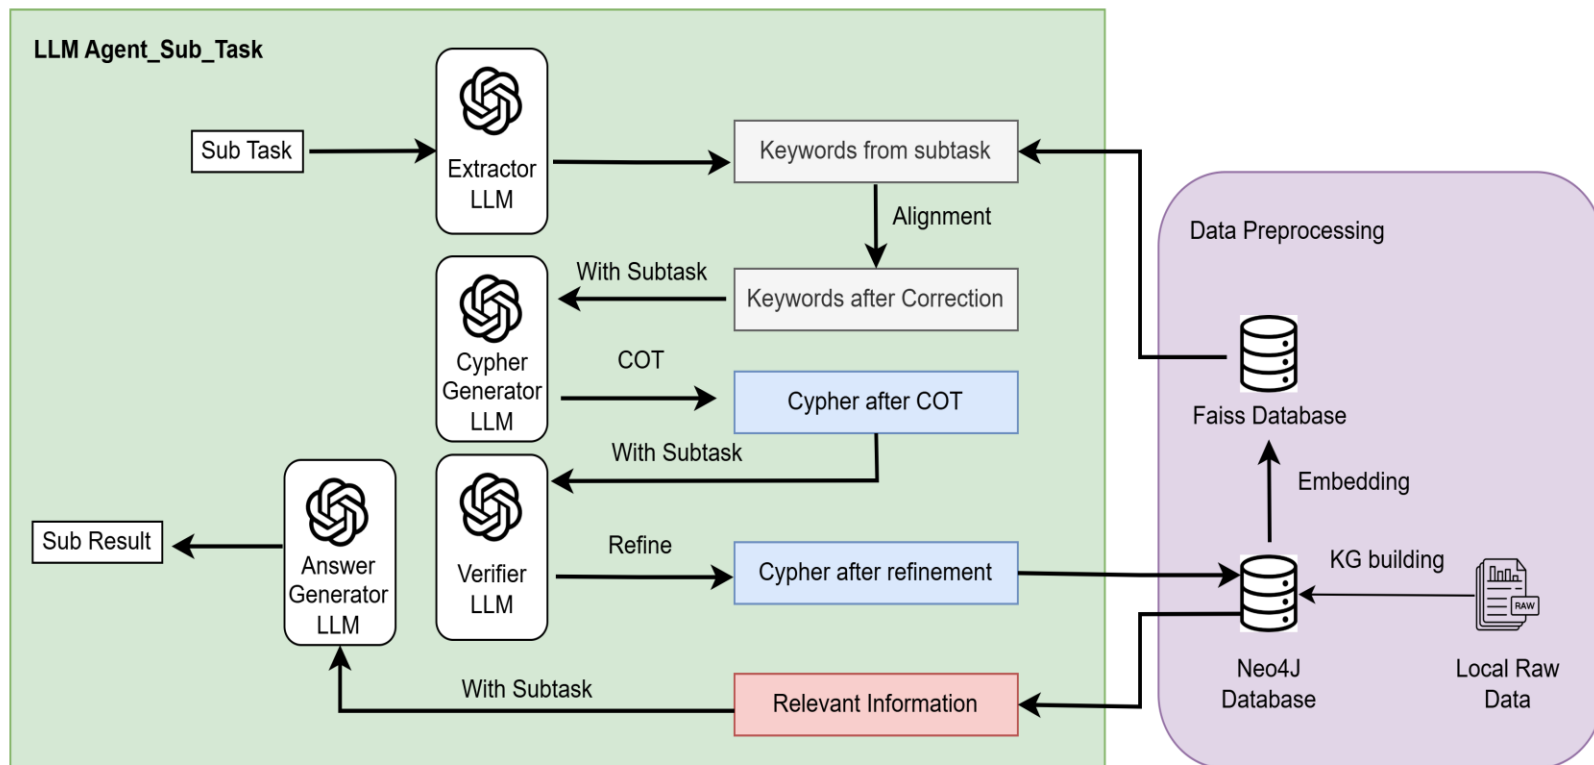 LLM Agent_Sub_Task
Sub Task
Extractor
LLM
Keywords from subtask
Alignment
Keywords after Correction
With Subtask
Cypher
Generator
LLM
COT
Cypher after COT
With Subtask
Verifier
LLM
Refine
Cypher after refinement
Relevant Information
With Subtask
Answer
Generator
LLM
Sub Result
Data Preprocessing
Faiss Database
Embedding
KG building
RAW
Neo4J
Database
Local Raw
Data